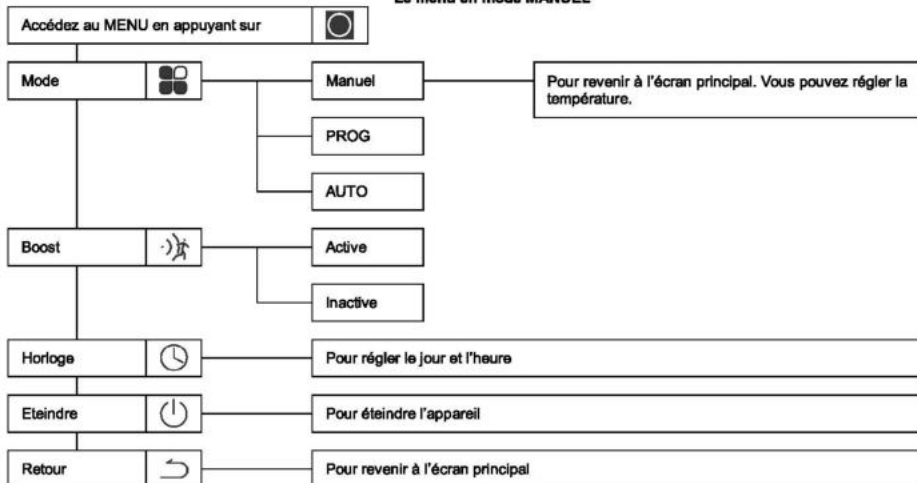 Le menu en mode MANUEL
Accédez au MENU en appuyant sur
Mode
Manuel
Pour revenir à l'écran principal. Vous pouvez régler la
température.
PROG
AUTO
Boost
Active
Inactive
Horloge
Pour régler le jour et l'heure
Eteindre
Pour éteindre l'appareil
Retour
Pour revenir à l'écran principal